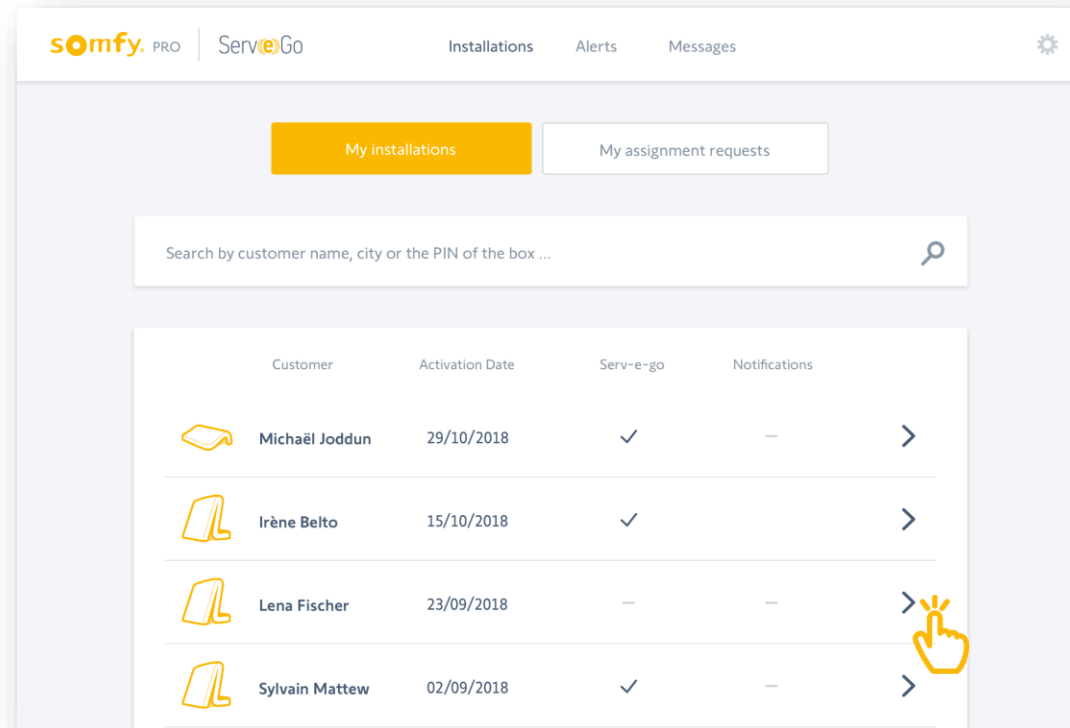 somfy. PRO Serv(e)Go Installations Alerts Messages
My installations My assignment requests
Search by customer name, city or the PIN of the box ...
Customer Activation Date Serv-e-go Notifications
Michaël Joddun 29/10/2018 ✓ –
Irène Belto 15/10/2018 ✓
Lena Fischer 23/09/2018 – –
Sylvain Mattew 02/09/2018 ✓ –